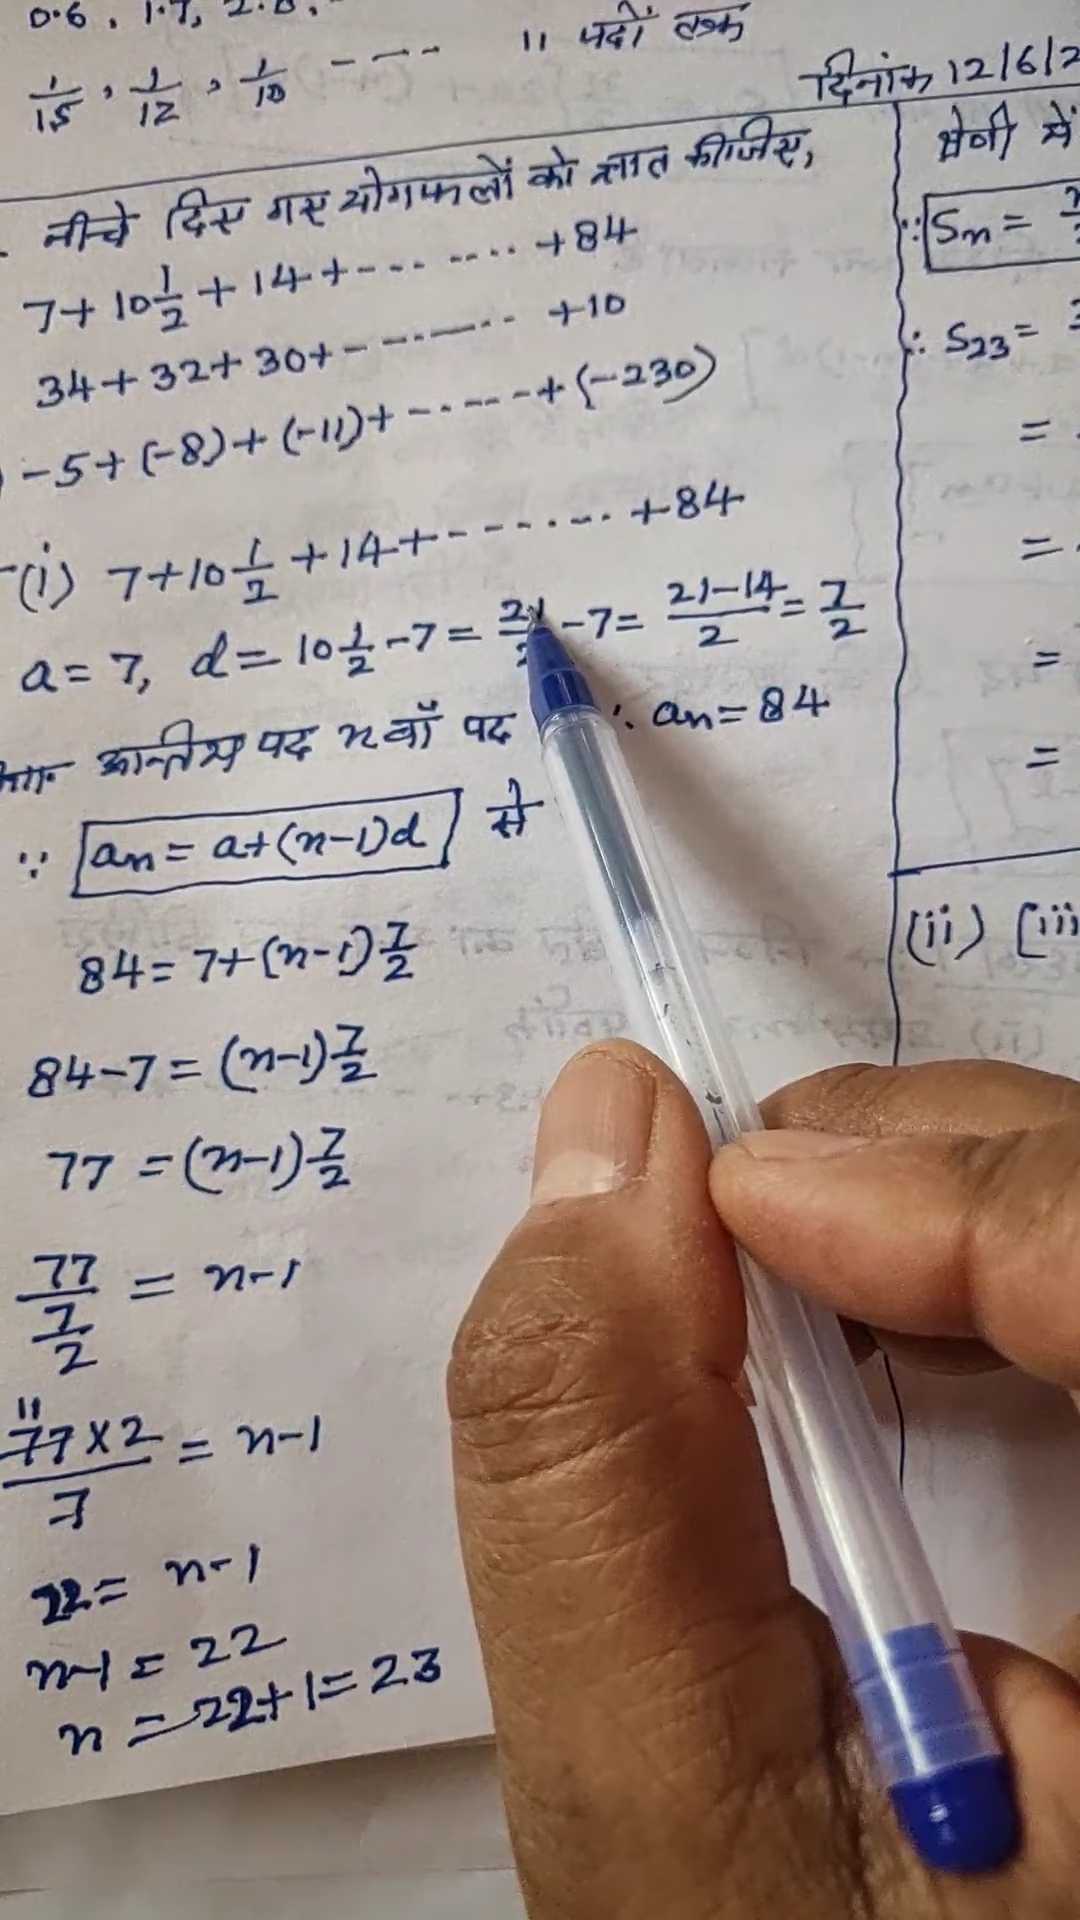 0.6, 1.7, 2.8,
1/15, 1/12, 1/10 ---- 11 पदों तक
दिनांक 12/6/2
नीचे दिए गए योगफलों को ज्ञात कीजिए,
7+ 10 1/2 + 14 + ---- ..... +84
34+32+30+ ------.. +10
-5+(-8)+(-11)+ ------ +(-230)
(i) 7+10 1/2 +14+ ------... +84
a=7, d= 10 1/2 -7 = 21/2 -7= (21-14)/2 = 7/2
अन्तिम पद n वाँ पद ∴ an=84
∵ an= a+(n-1)d से
84= 7+(n-1) 7/2
84-7 = (n-1) 7/2
77 = (n-1) 7/2
77/(7/2) = n-1
11
77×2/7 = n-1
22= n-1
n-1 = 22
n = 22+1=23
श्रेणी में
∵ Sn =
∴ S23 =
=
=
=
=
(ii) (iii